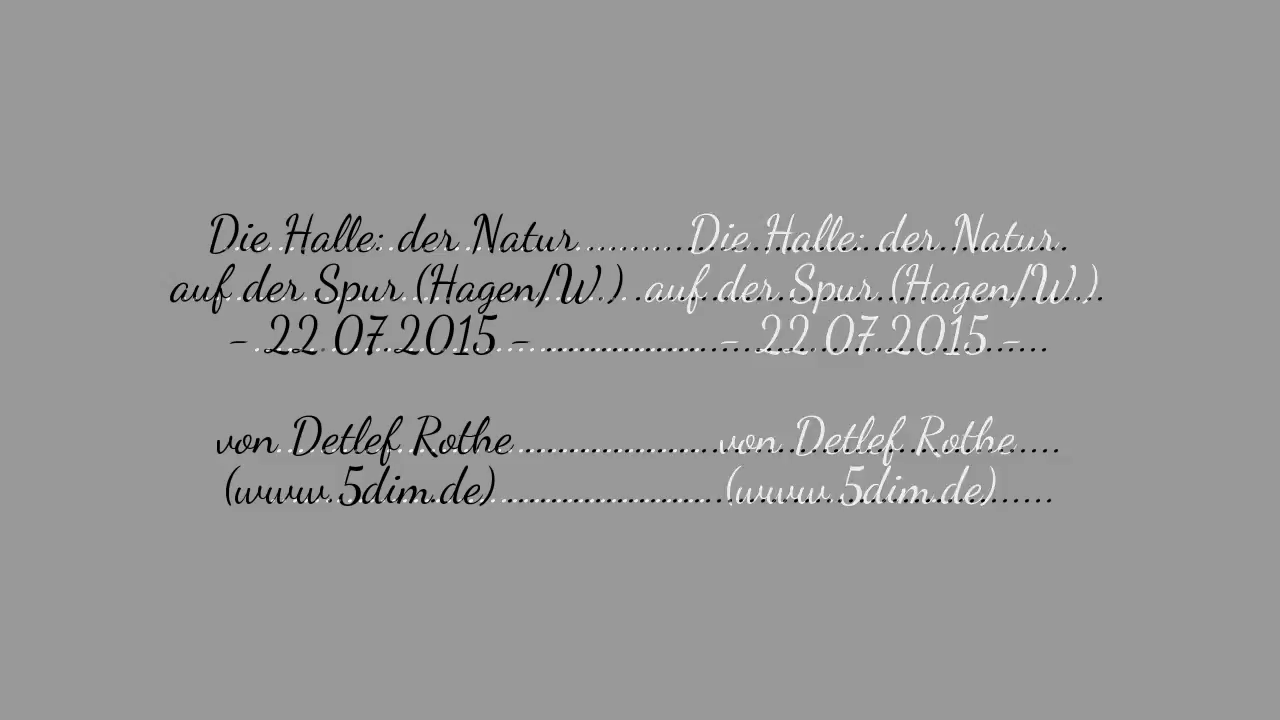 Die Halle: der Natur ........... Die Halle: der Natur
auf der Spur (Hagen/W.) . auf der Spur (Hagen/W.)
- 22.07.2015 - .................... - 22.07.2015 -
von Detlef Rothe ..................... von Detlef Rothe
(www.5dim.de) ....................... (www.5dim.de)